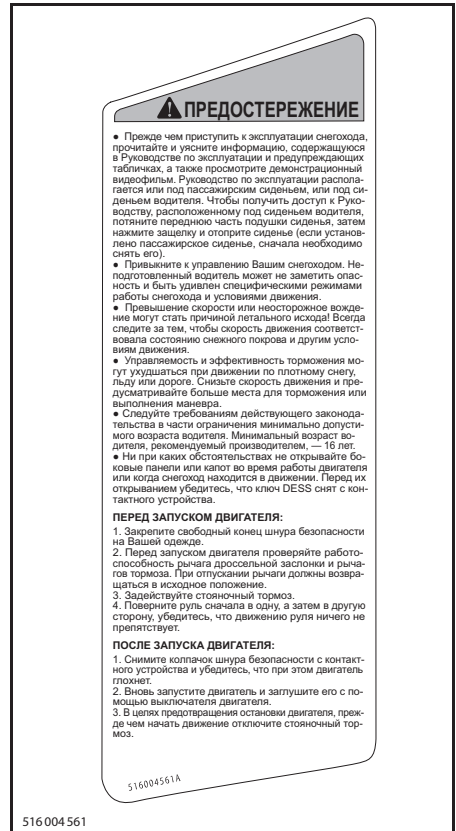 ПРЕДОСТЕРЕЖЕНИЕ
● Прежде чем приступить к эксплуатации снегохода,
прочитайте и уясните информацию, содержащуюся
в Руководстве по эксплуатации и предупреждающих
табличках, а также просмотрите демонстрационный
видеофильм. Руководство по эксплуатации распола-
гается или под пассажирским сиденьем, или под си-
деньем водителя. Чтобы получить доступ к Руко-
водству, расположенному под сиденьем водителя,
потяните переднюю часть подушки сиденья, затем
нажмите защелку и отоприте сиденье (если установ-
лено пассажирское сиденье, сначала необходимо
снять его).
● Привыкните к управлению Вашим снегоходом. Не-
подготовленный водитель может не заметить опас-
ность и быть удивлен специфическими режимами
работы снегохода и условиями движения.
● Превышение скорости или неосторожное вожде-
ние могут стать причиной летального исхода! Всегда
следите за тем, чтобы скорость движения соответст-
вовала состоянию снежного покрова и другим усло-
виям движения.
● Управляемость и эффективность торможения мо-
гут ухудшаться при движении по плотному снегу,
льду или дороге. Снизьте скорость движения и пре-
дусматривайте больше места для торможения или
выполнения маневра.
● Следуйте требованиям действующего законода-
тельства в части ограничения минимально допусти-
мого возраста водителя. Минимальный возраст во-
дителя, рекомендуемый производителем, — 16 лет.
● Ни при каких обстоятельствах не открывайте бо-
ковые панели или капот во время работы двигателя
или когда снегоход находится в движении. Перед их
открыванием убедитесь, что ключ DESS снят с кон-
тактного устройства.
ПЕРЕД ЗАПУСКОМ ДВИГАТЕЛЯ:
1. Закрепите свободный конец шнура безопасности
на Вашей одежде.
2. Перед запуском двигателя проверяйте работо-
способность рычага дроссельной заслонки и рыча-
гов тормоза. При отпускании рычаги должны возвра-
щаться в исходное положение.
3. Задействуйте стояночный тормоз.
4. Поверните руль сначала в одну, а затем в другую
сторону, убедитесь, что движению руля ничего не
препятствует.
ПОСЛЕ ЗАПУСКА ДВИГАТЕЛЯ:
1. Снимите колпачок шнура безопасности с контакт-
ного устройства и убедитесь, что при этом двигатель
глохнет.
2. Вновь запустите двигатель и заглушите его с по-
мощью выключателя двигателя.
3. В целях предотвращения остановки двигателя, преж-
де чем начать движение отключите стояночный тор-
моз.
516004561A
516 004 561